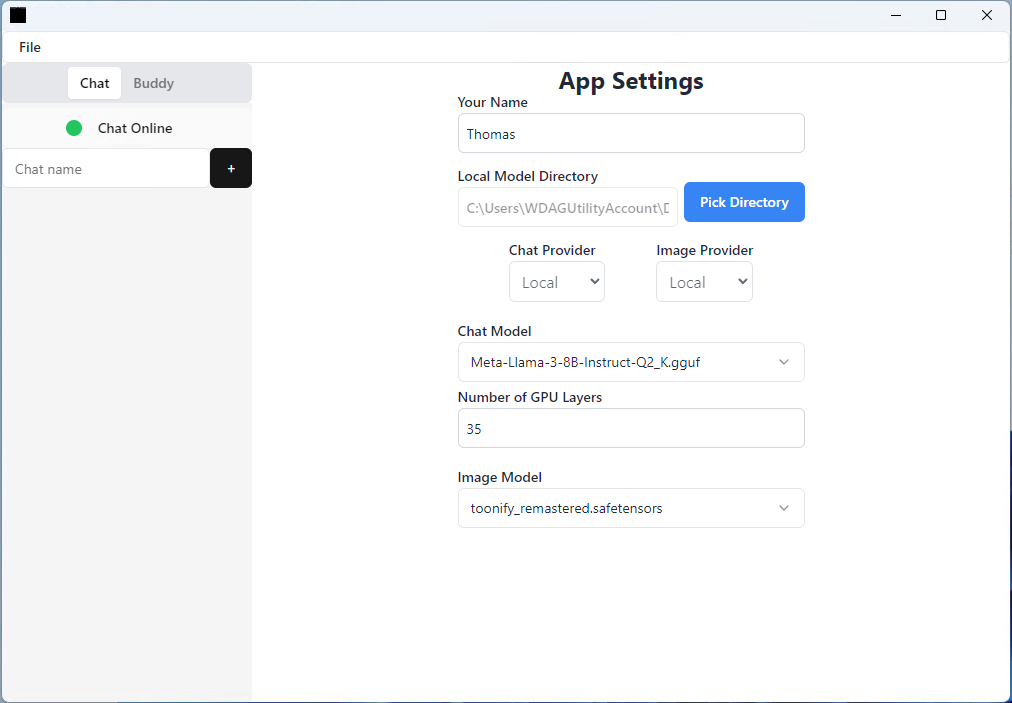 File
Chat Buddy
Chat Online
Chat name +
App Settings
Your Name
Thomas
Local Model Directory
C:\Users\WDAGUtilityAccount\D
Pick Directory
Chat Provider Image Provider
Local Local
Chat Model
Meta-Llama-3-8B-Instruct-Q2_K.gguf
Number of GPU Layers
35
Image Model
toonify_remastered.safetensors